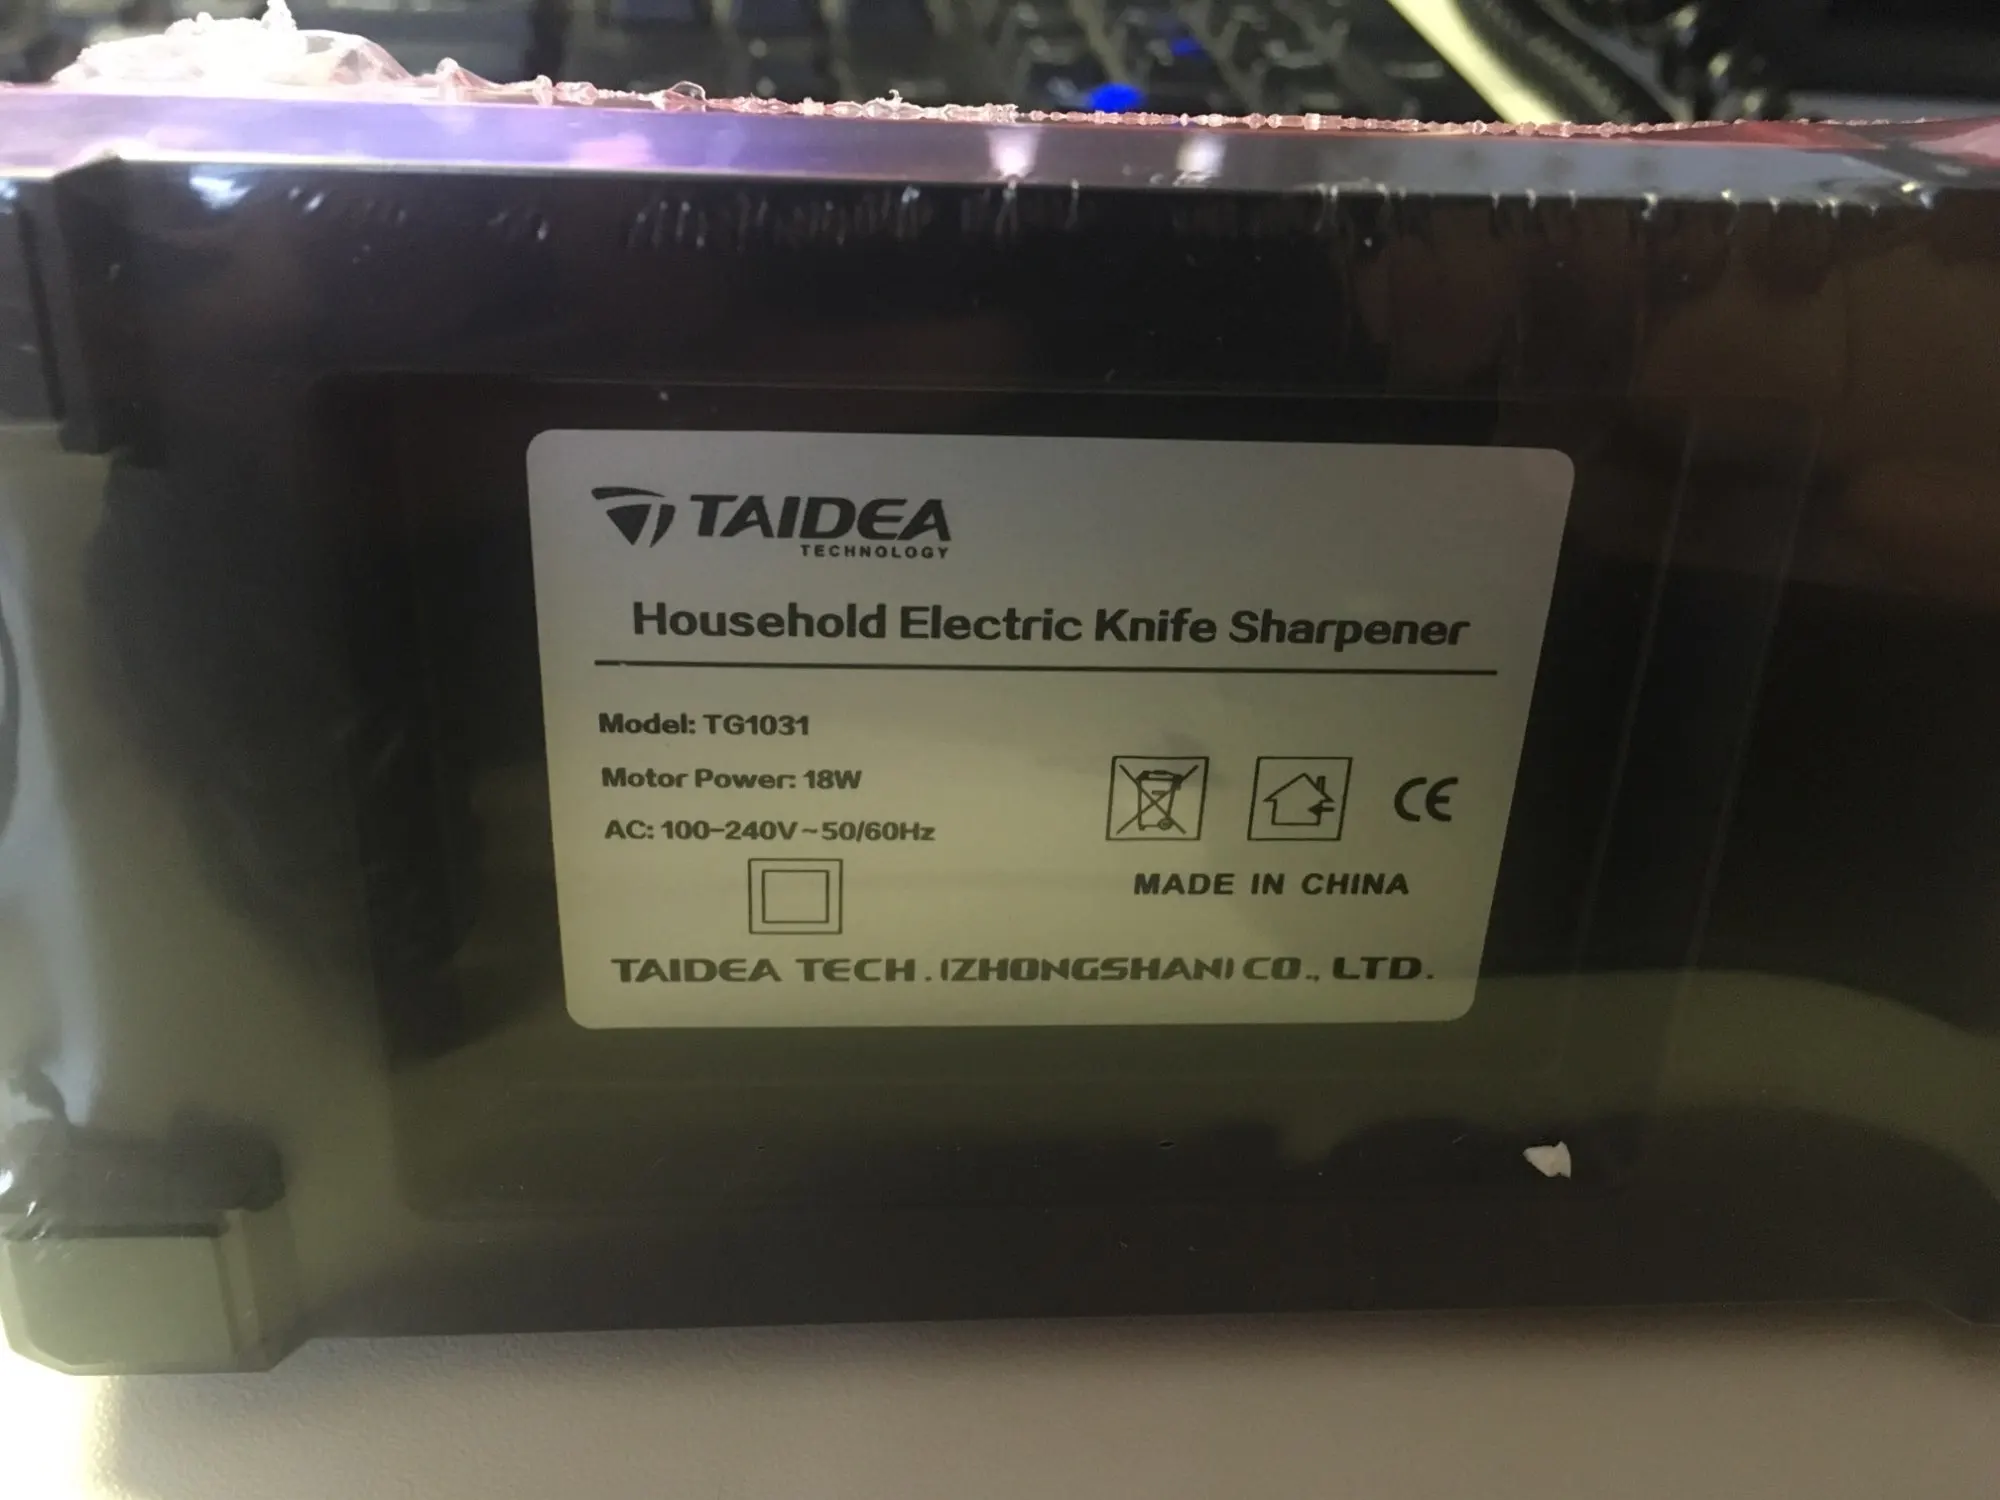 TAIDEA
TECHNOLOGY
Household Electric Knife Sharpener
Model: TG1031
Motor Power: 18W
AC: 100-240V~50/60Hz
CE
MADE IN CHINA
TAIDEA TECH. (ZHONGSHAN) CO., LTD.